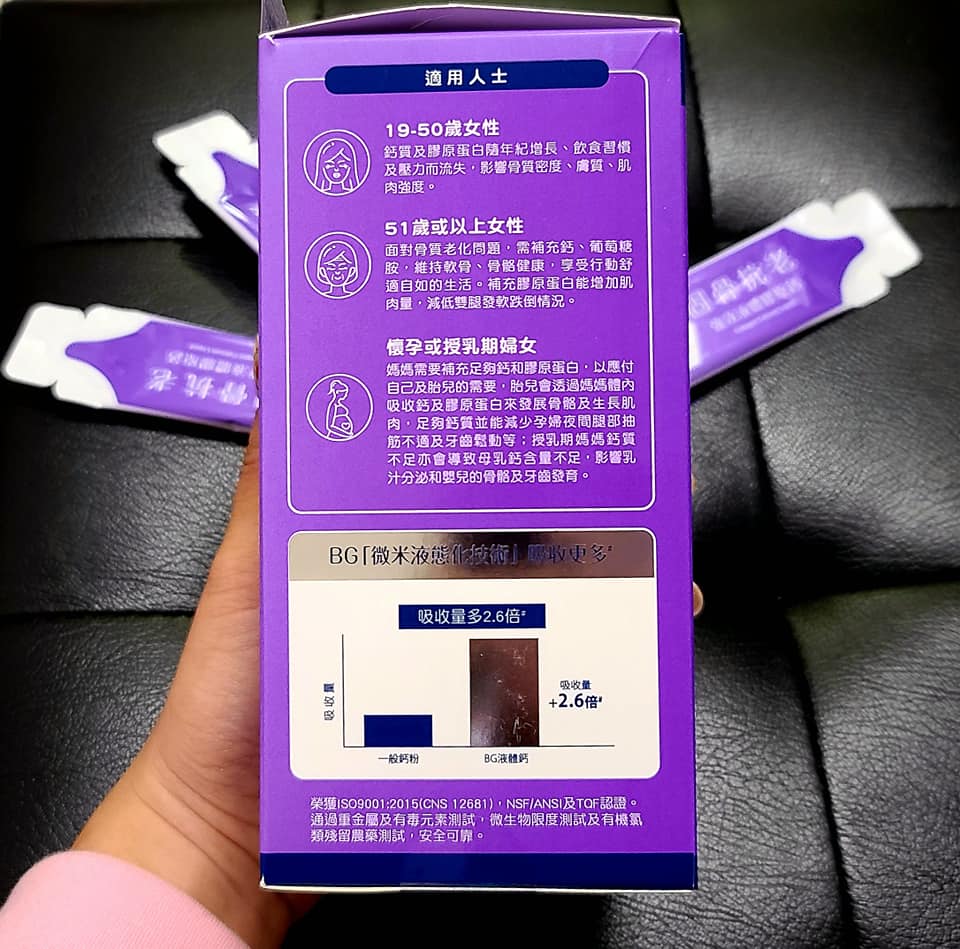 適用人士
19-50歲女性
鈣質及膠原蛋白隨年紀增長、飲食習慣
及壓力而流失，影響骨質密度、膚質、肌
肉強度。
51歲或以上女性
面對骨質老化問題，需補充鈣、葡萄糖
胺，維持軟骨、骨骼健康，享受行動舒
適自如的生活。補充膠原蛋白能增加肌
肉量，減低雙腿發軟跌倒情況。
懷孕或授乳期婦女
媽媽需要補充足夠鈣和膠原蛋白，以應付
自己及胎兒的需要，胎兒會透過媽媽體內
吸收鈣及膠原蛋白來發展骨骼及生長肌
肉，足夠鈣質並能減少孕婦夜間腿部抽
筋不適及牙齒鬆動等；授乳期媽媽鈣質
不足亦會導致母乳鈣含量不足，影響乳
汁分泌和嬰兒的骨骼及牙齒發育。
BG「微米液態化技術」吸收更多#
吸收量多2.6倍#
吸收量
吸收量
+2.6倍#
一般鈣粉
BG液體鈣
榮獲ISO9001:2015(CNS 12681)，NSF/ANSI及TQF認證。
通過重金屬及有毒元素測試，微生物限度測試及有機氯
類殘留農藥測試，安全可靠。
骨抗老